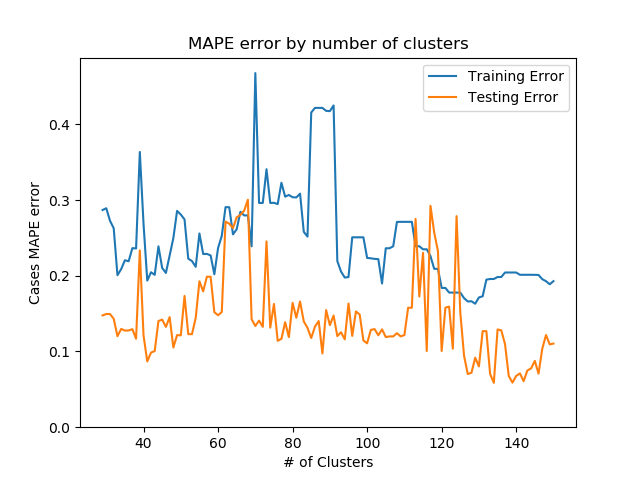 MAPE error by number of clusters
Training Error
Testing Error
Cases MAPE error
0.4
0.3
0.2
0.1
0.0
40 60 80 100 120 140
# of Clusters